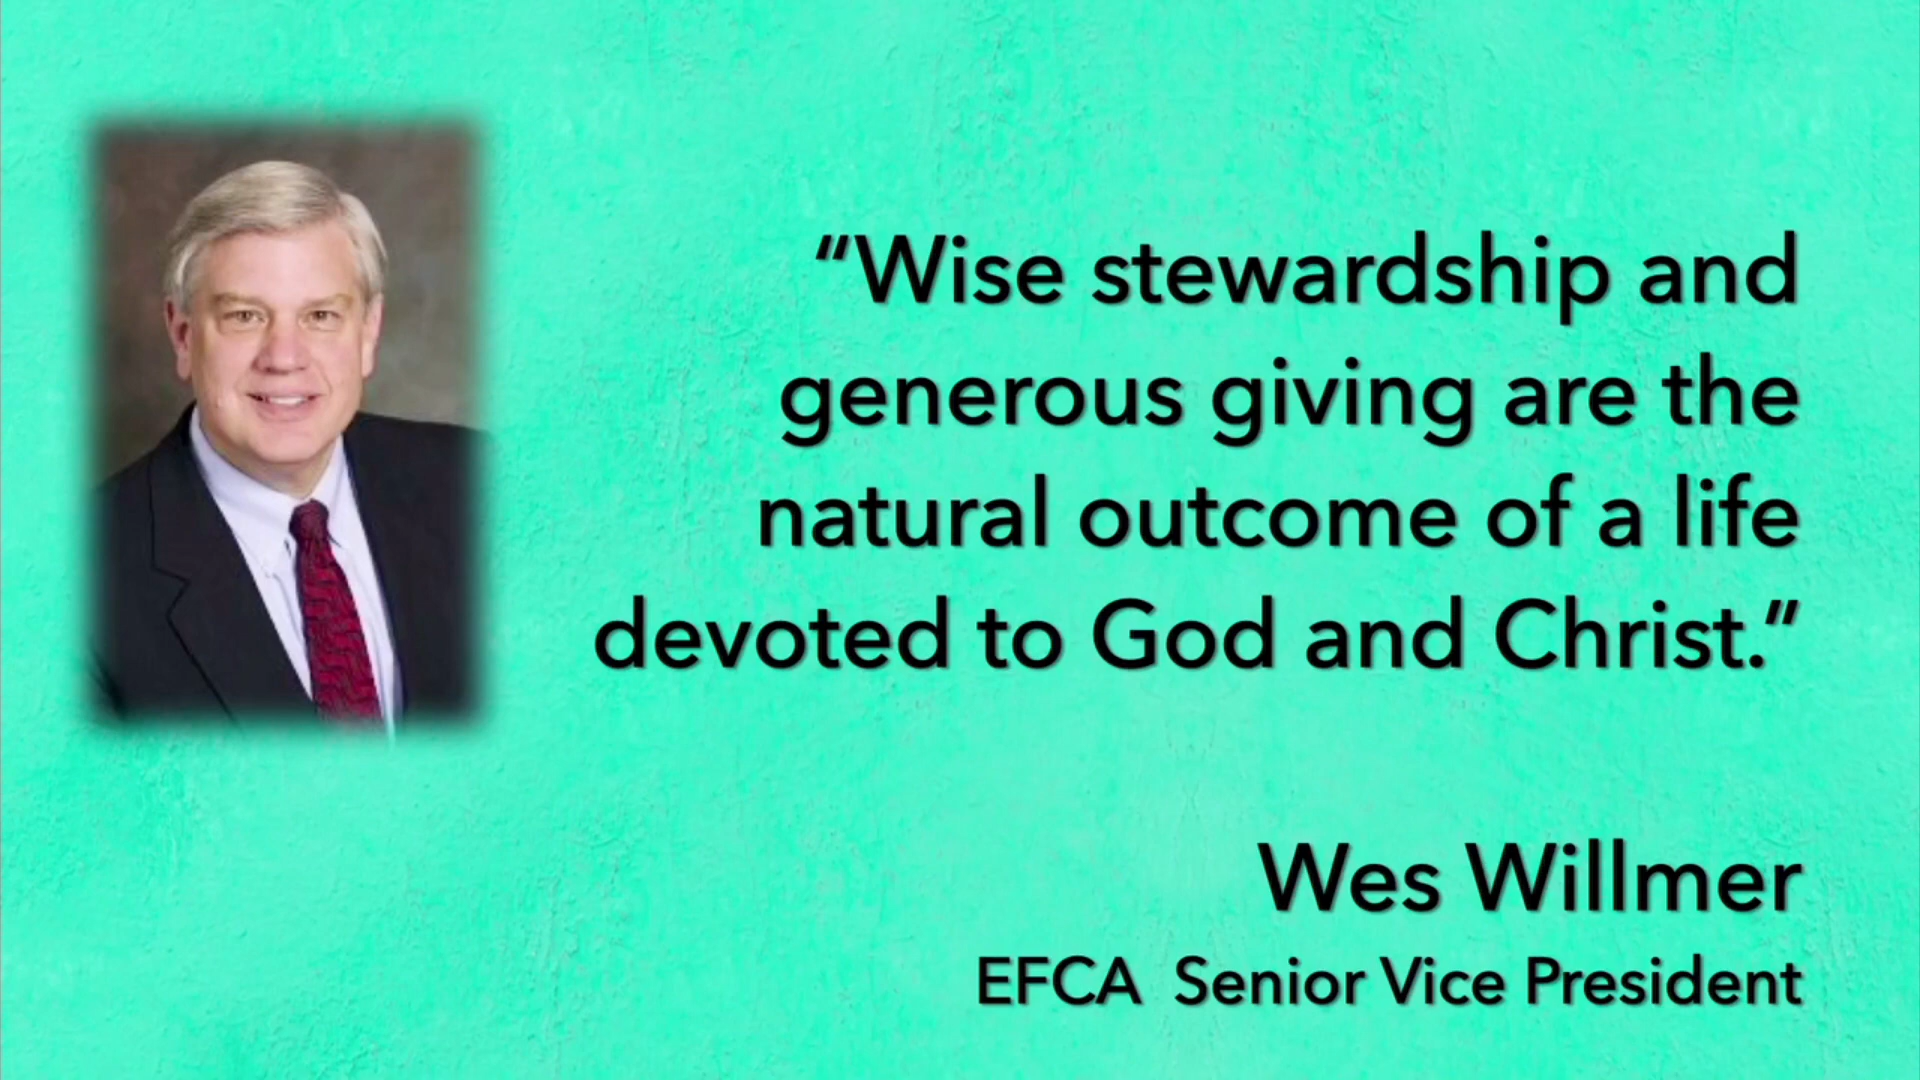 “Wise stewardship and
generous giving are the
natural outcome of a life
devoted to God and Christ.”
Wes Willmer
EFCA Senior Vice President